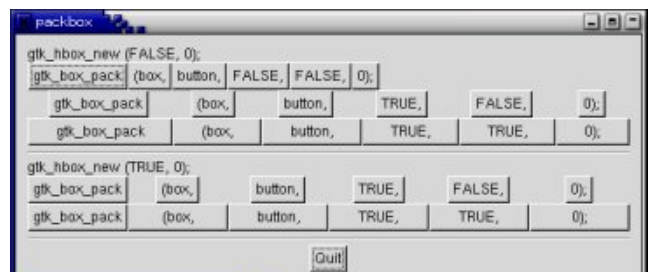 packbox
gtk_hbox_new (FALSE, 0);
gtk_box_pack (box, button, FALSE, FALSE, 0);
gtk_box_pack (box, button, TRUE, FALSE, 0);
gtk_box_pack (box, button, TRUE, TRUE, 0);
gtk_hbox_new (TRUE, 0);
gtk_box_pack (box, button, TRUE, FALSE, 0);
gtk_box_pack (box, button, TRUE, TRUE, 0);
Quit